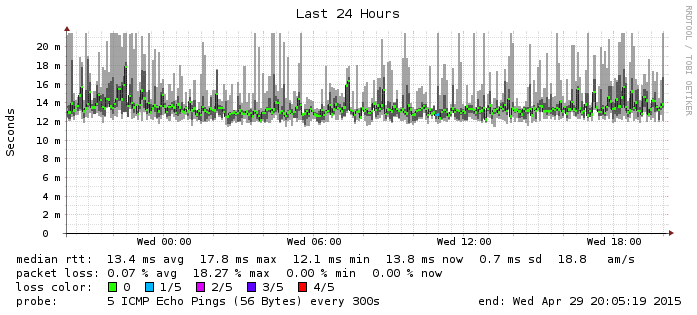 Last 24 Hours
RRDTOOL / TOBI OETIKER
Seconds
20 m
18 m
16 m
14 m
12 m
10 m
8 m
6 m
4 m
2 m
0
Wed 00:00 Wed 06:00 Wed 12:00 Wed 18:00
median rtt: 13.4 ms avg 17.8 ms max 12.1 ms min 13.8 ms now 0.7 ms sd 18.8 am/s
packet loss: 0.07 % avg 18.27 % max 0.00 % min 0.00 % now
loss color: 0 1/5 2/5 3/5 4/5
probe: 5 ICMP Echo Pings (56 Bytes) every 300s end: Wed Apr 29 20:05:19 2015